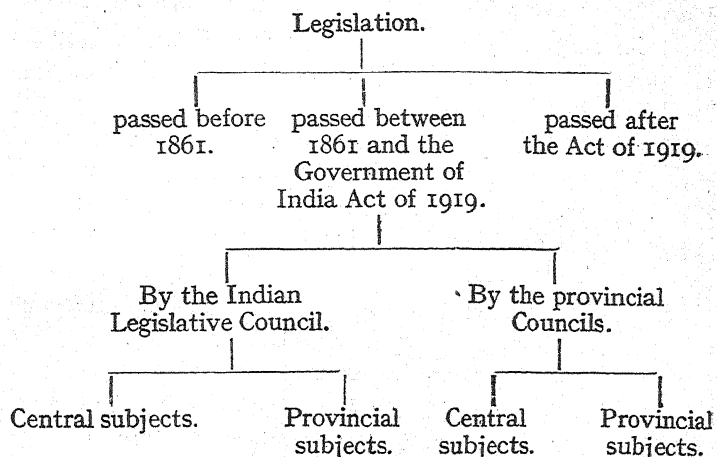 Legislation.
passed before
1861.
passed between
1861 and the
Government of
India Act of 1919.
passed after
the Act of 1919.
By the Indian
Legislative Council.
By the provincial
Councils.
Central subjects.
Provincial
subjects.
Central
subjects.
Provincial
subjects.